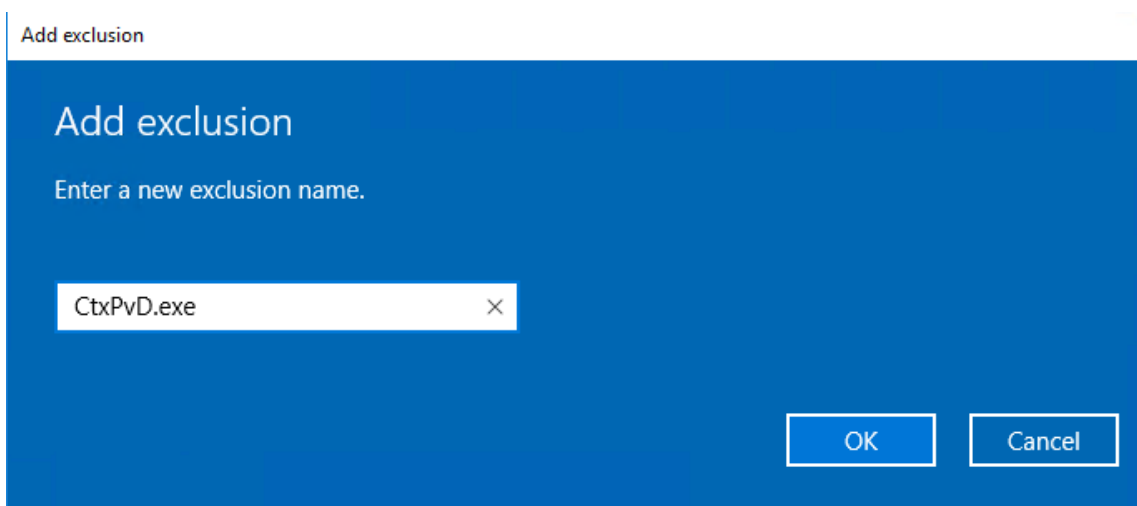 Add exclusion
Add exclusion
Enter a new exclusion name.
CtxPvD.exe
OK
Cancel